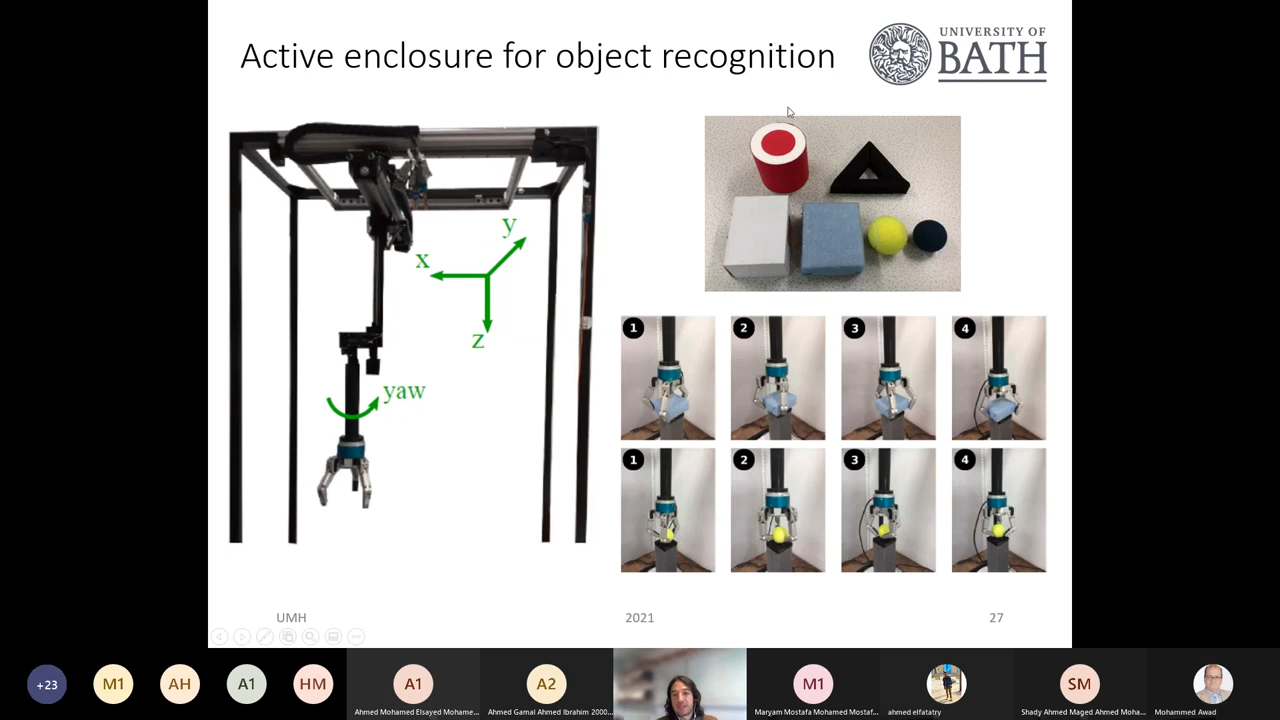 Active enclosure for object recognition
UNIVERSITY OF
BATH
y
x
z
yaw
1
2
3
4
1
2
3
4
UMH
2021
27
+23
M1
AH
A1
HM
A1
Ahmed Mohamed Elsayed Mohame...
A2
Ahmed Gamal Ahmed Ibrahim 2000...
M1
Maryam Mostafa Mohamed Mostaf...
ahmed elfatatry
SM
Shady Ahmed Maged Ahmed Moha...
Mohammed Awad